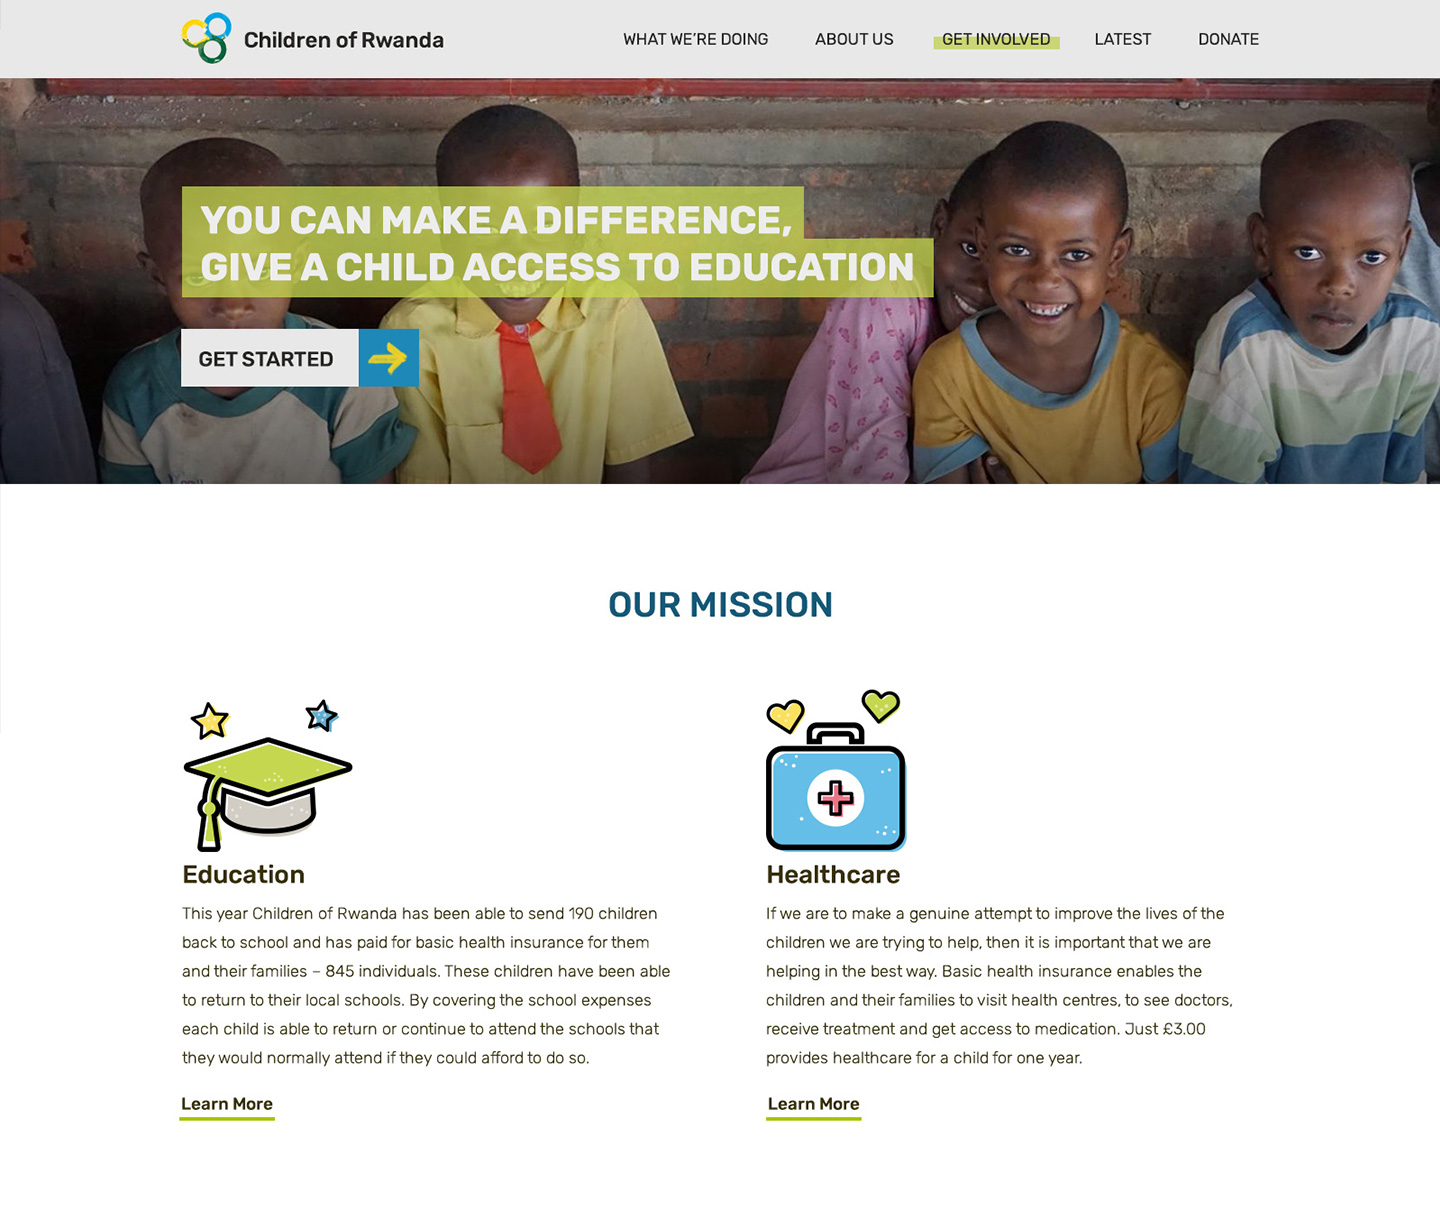 Children of Rwanda
WHAT WE'RE DOING
ABOUT US
GET INVOLVED
LATEST
DONATE
YOU CAN MAKE A DIFFERENCE,
GIVE A CHILD ACCESS TO EDUCATION
GET STARTED
OUR MISSION
Education
This year Children of Rwanda has been able to send 190 children
back to school and has paid for basic health insurance for them
and their families – 845 individuals. These children have been able
to return to their local schools. By covering the school expenses
each child is able to return or continue to attend the schools that
they would normally attend if they could afford to do so.
Learn More
Healthcare
If we are to make a genuine attempt to improve the lives of the
children we are trying to help, then it is important that we are
helping in the best way. Basic health insurance enables the
children and their families to visit health centres, to see doctors,
receive treatment and get access to medication. Just £3.00
provides healthcare for a child for one year.
Learn More